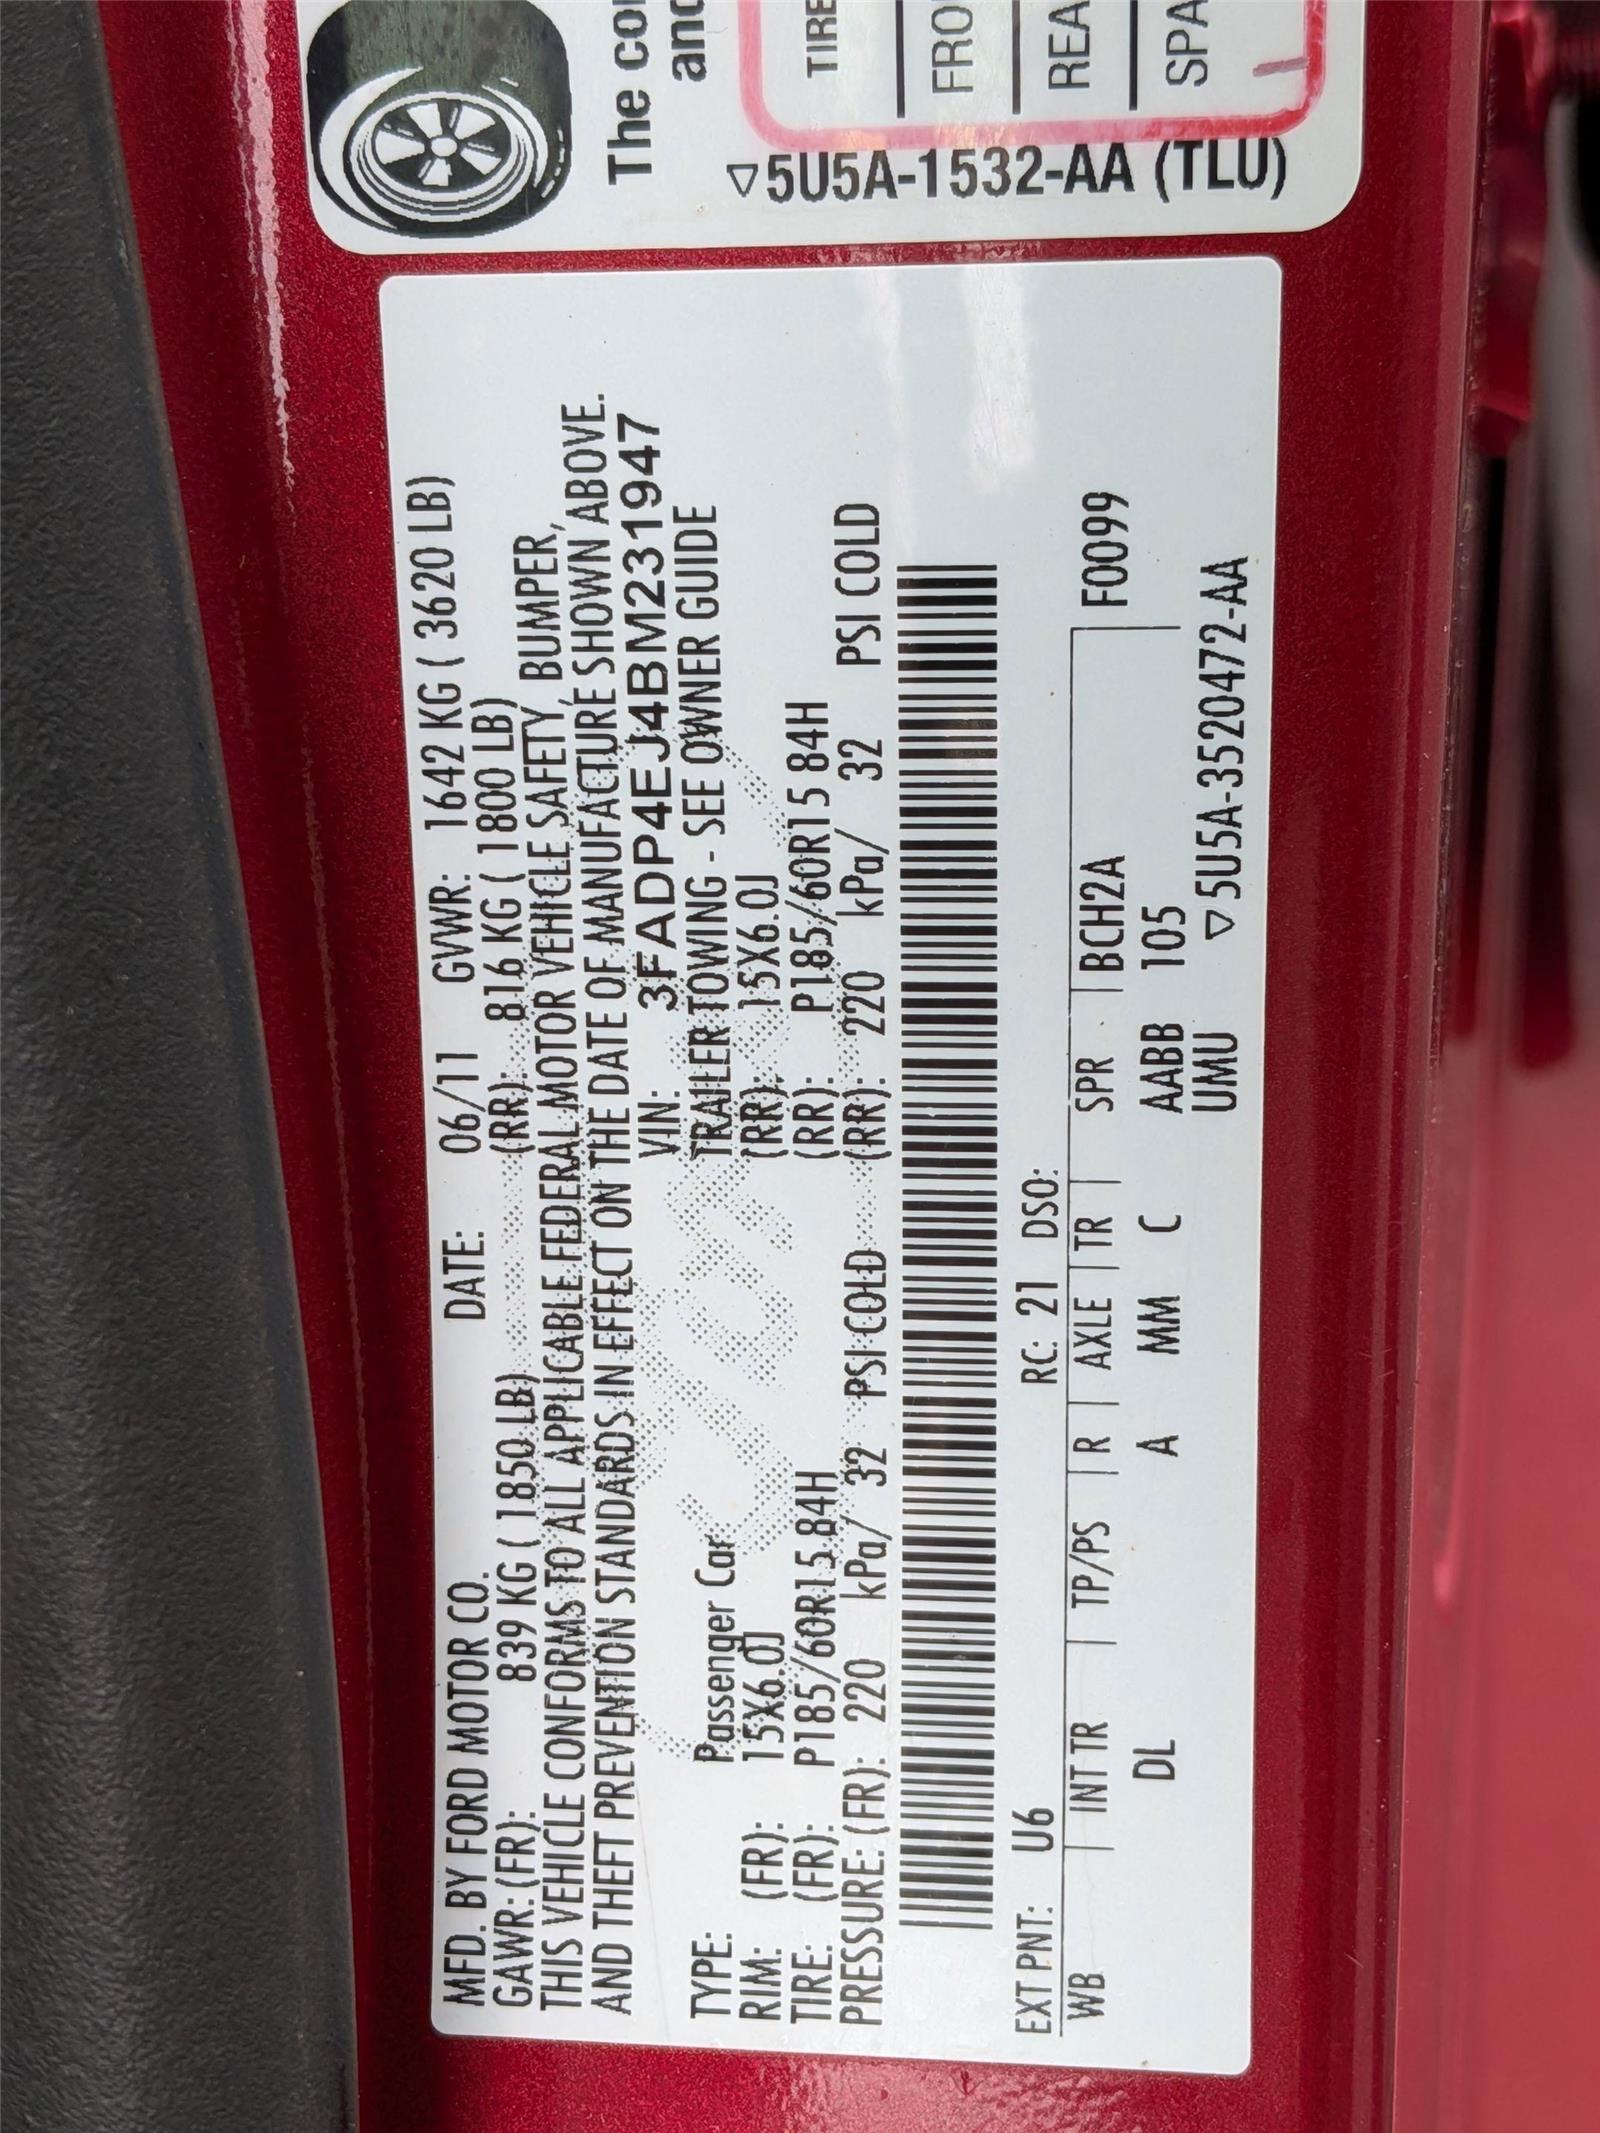 MFD. BY FORD MOTOR CO. DATE: 06/11 GVWR: 1642 KG ( 3620 LB)
GAWR: (FR): 839 KG ( 1850 LB) (RR): 816 KG ( 1800 LB)
THIS VEHICLE CONFORMS TO ALL APPLICABLE FEDERAL MOTOR VEHICLE SAFETY, BUMPER,
AND THEFT PREVENTION STANDARDS IN EFFECT ON THE DATE OF MANUFACTURE SHOWN ABOVE.
VIN: 3FADP4EJ4BM231947
TYPE: Passenger Car TRAILER TOWING - SEE OWNER GUIDE
RIM: (FR): 15X6.0J (RR): 15X6.0J
TIRE: (FR): P185/60R15 84H (RR): P185/60R15 84H
PRESSURE: (FR): 220 kPa/ 32 PSI COLD (RR): 220 kPa/ 32 PSI COLD
EXT PNT: U6 RC: 21 DSO:
WB INT TR TP/PS R AXLE TR SPR BCH2A F0099
DL A MM C AABB 105
UMU ▽5U5A-3520472-AA
The
TIRE
▽5U5A-1532-AA (TLU)